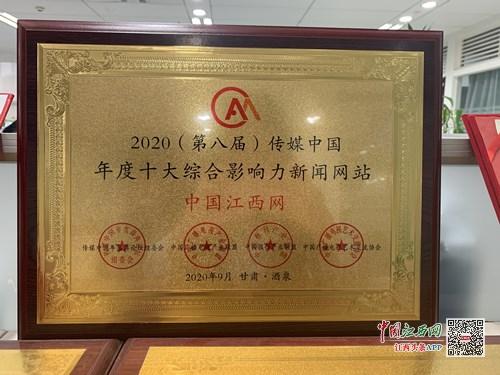 2020（第八届）传媒中国
年度十大综合影响力新闻网站
中国江西网
2020年9月 甘肃·酒泉
中国江西网
江西头条APP